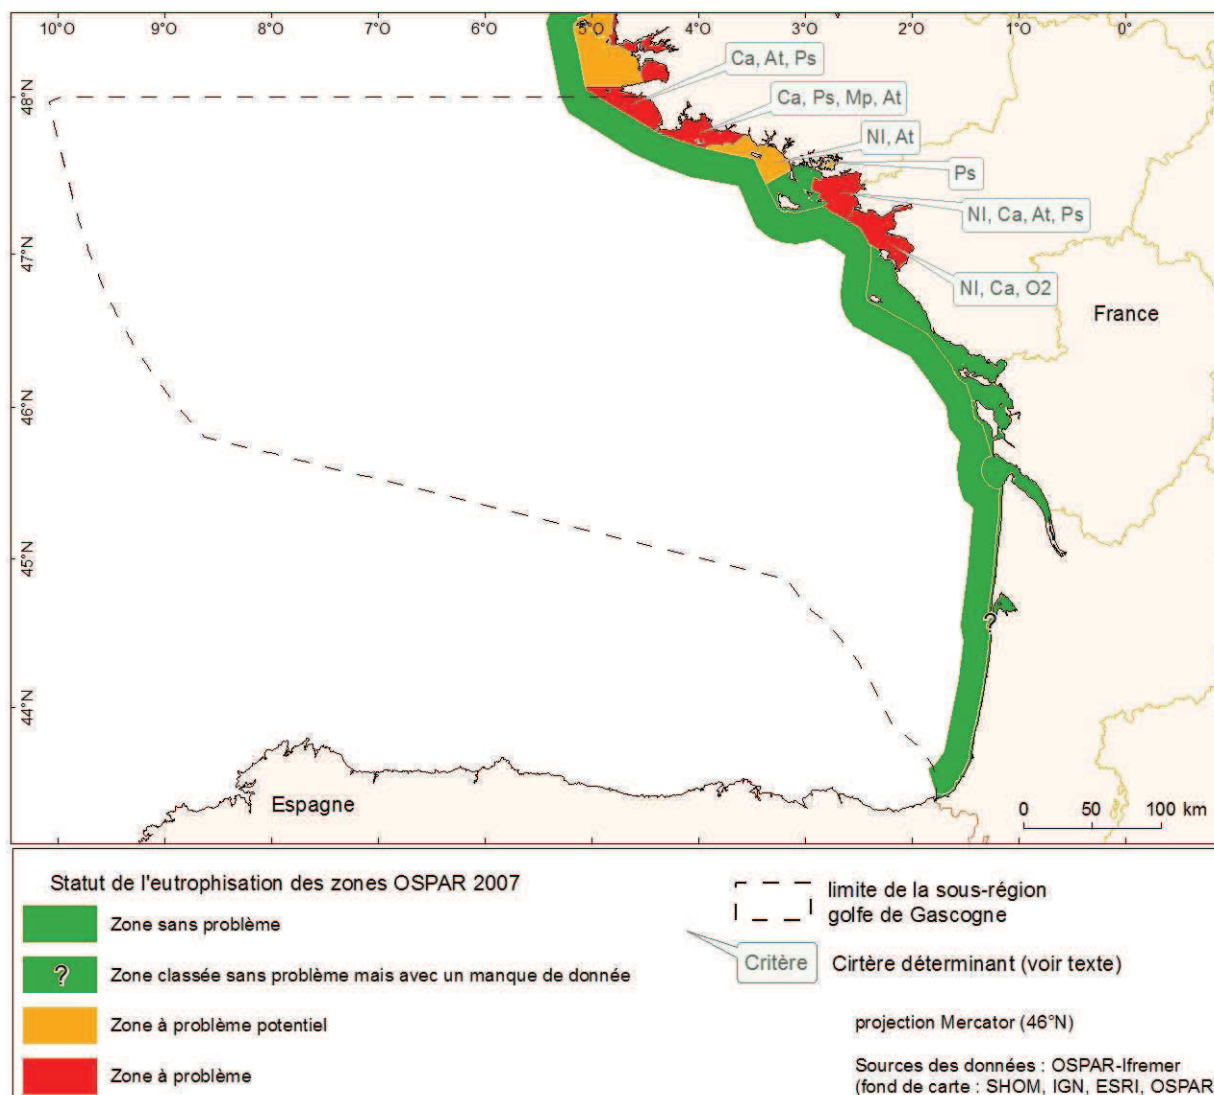 10°O 9°O 8°O 7°O 6°O 5°O 4°O 3°O 2°O 1°O 0°
48°N
47°N
46°N
45°N
44°N
Ca, At, Ps
Ca, Ps, Mp, At
NI, At
Ps
NI, Ca, At, Ps
NI, Ca, O2
France
?
Espagne
0 50 100 km
Statut de l'eutrophisation des zones OSPAR 2007
Zone sans problème
? Zone classée sans problème mais avec un manque de donnée
Zone à problème potentiel
Zone à problème
limite de la sous-région
golfe de Gascogne
Critère Cirtère déterminant (voir texte)
projection Mercator (46°N)
Sources des données : OSPAR-Ifremer
(fond de carte : SHOM, IGN, ESRI, OSPAR